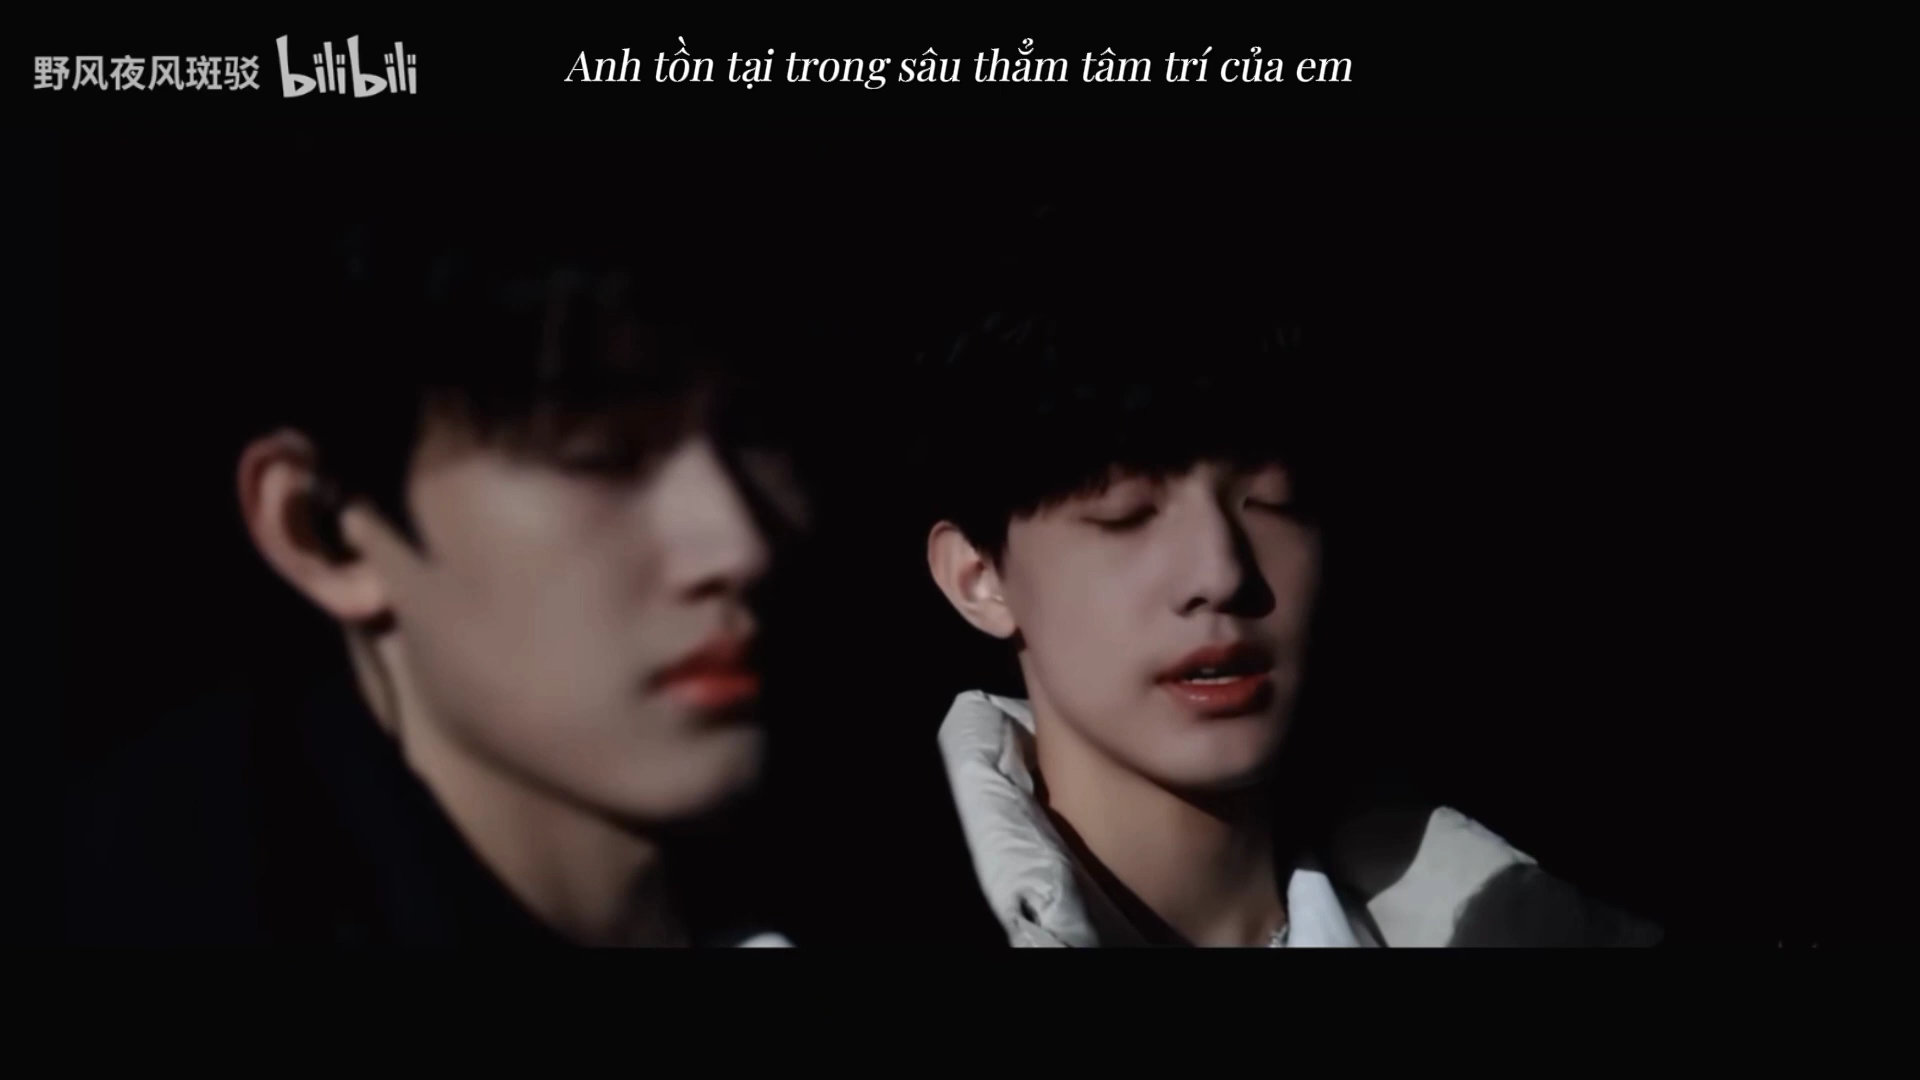 野风夜风斑驳 bilibili
Anh tồn tại trong sâu thẳm tâm trí của em